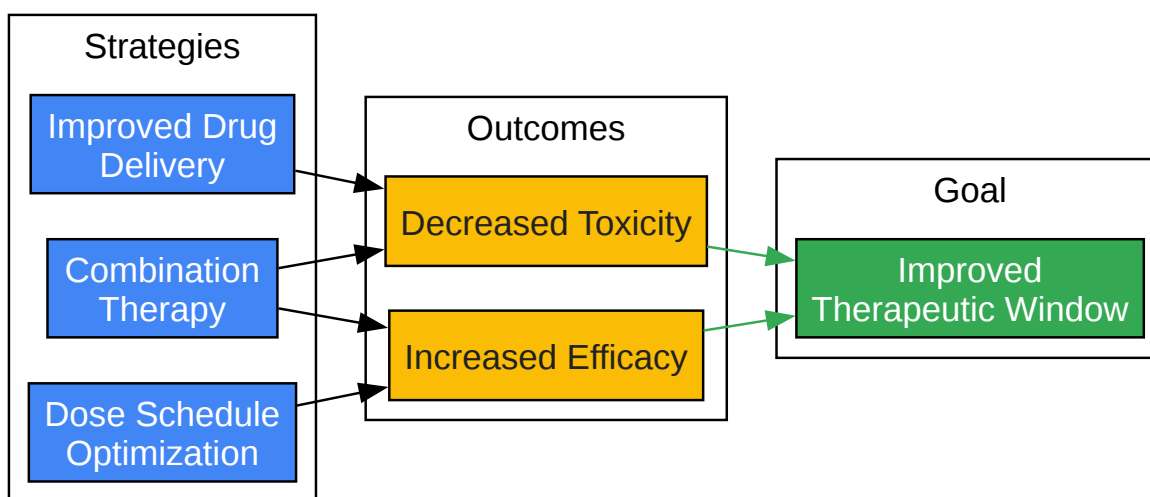 Strategies
Improved Drug
Delivery
Combination
Therapy
Dose Schedule
Optimization
Outcomes
Decreased Toxicity
Increased Efficacy
Goal
Improved
Therapeutic Window